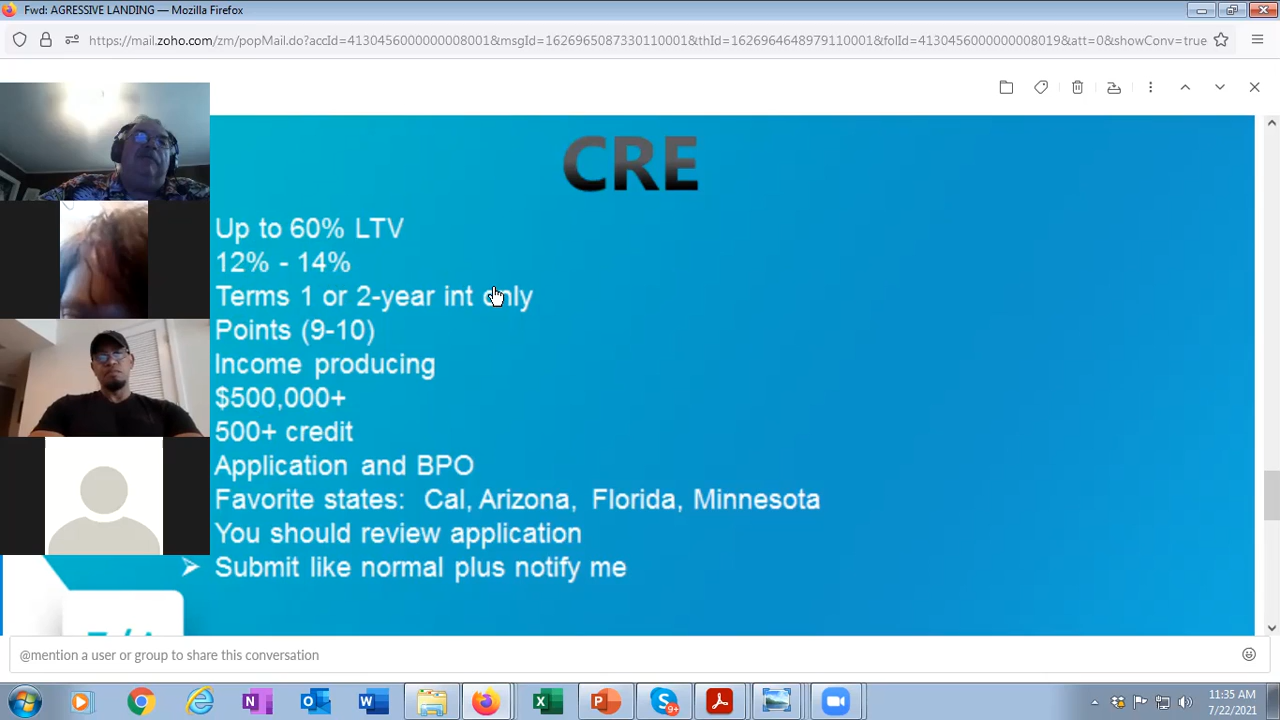 Fwd: AGRESSIVE LANDING — Mozilla Firefox
https://mail.zoho.com/zm/popMail.do?accId=4130456000000008001&msgId=1626965087330110001&thId=1626964648979110001&folId=4130456000000008019&att=0&showConv=true
CRE
Up to 60% LTV
12% - 14%
Terms 1 or 2-year int only
Points (9-10)
Income producing
$500,000+
500+ credit
Application and BPO
Favorite states: Cal, Arizona, Florida, Minnesota
You should review application
Submit like normal plus notify me
@mention a user or group to share this conversation
9+
11:35 AM
7/22/2021